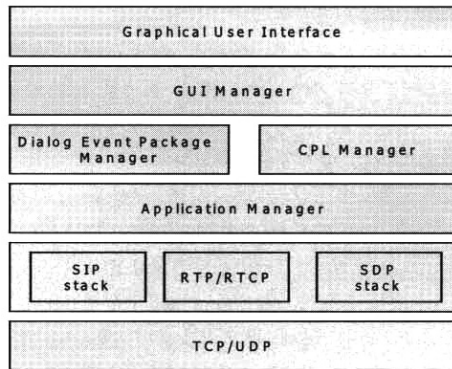 Graphical User Interface
GUI Manager
Dialog Event Package
Manager
CPL Manager
Application Manager
SIP
stack
RTP/RTCP
SDP
stack
TCP/UDP